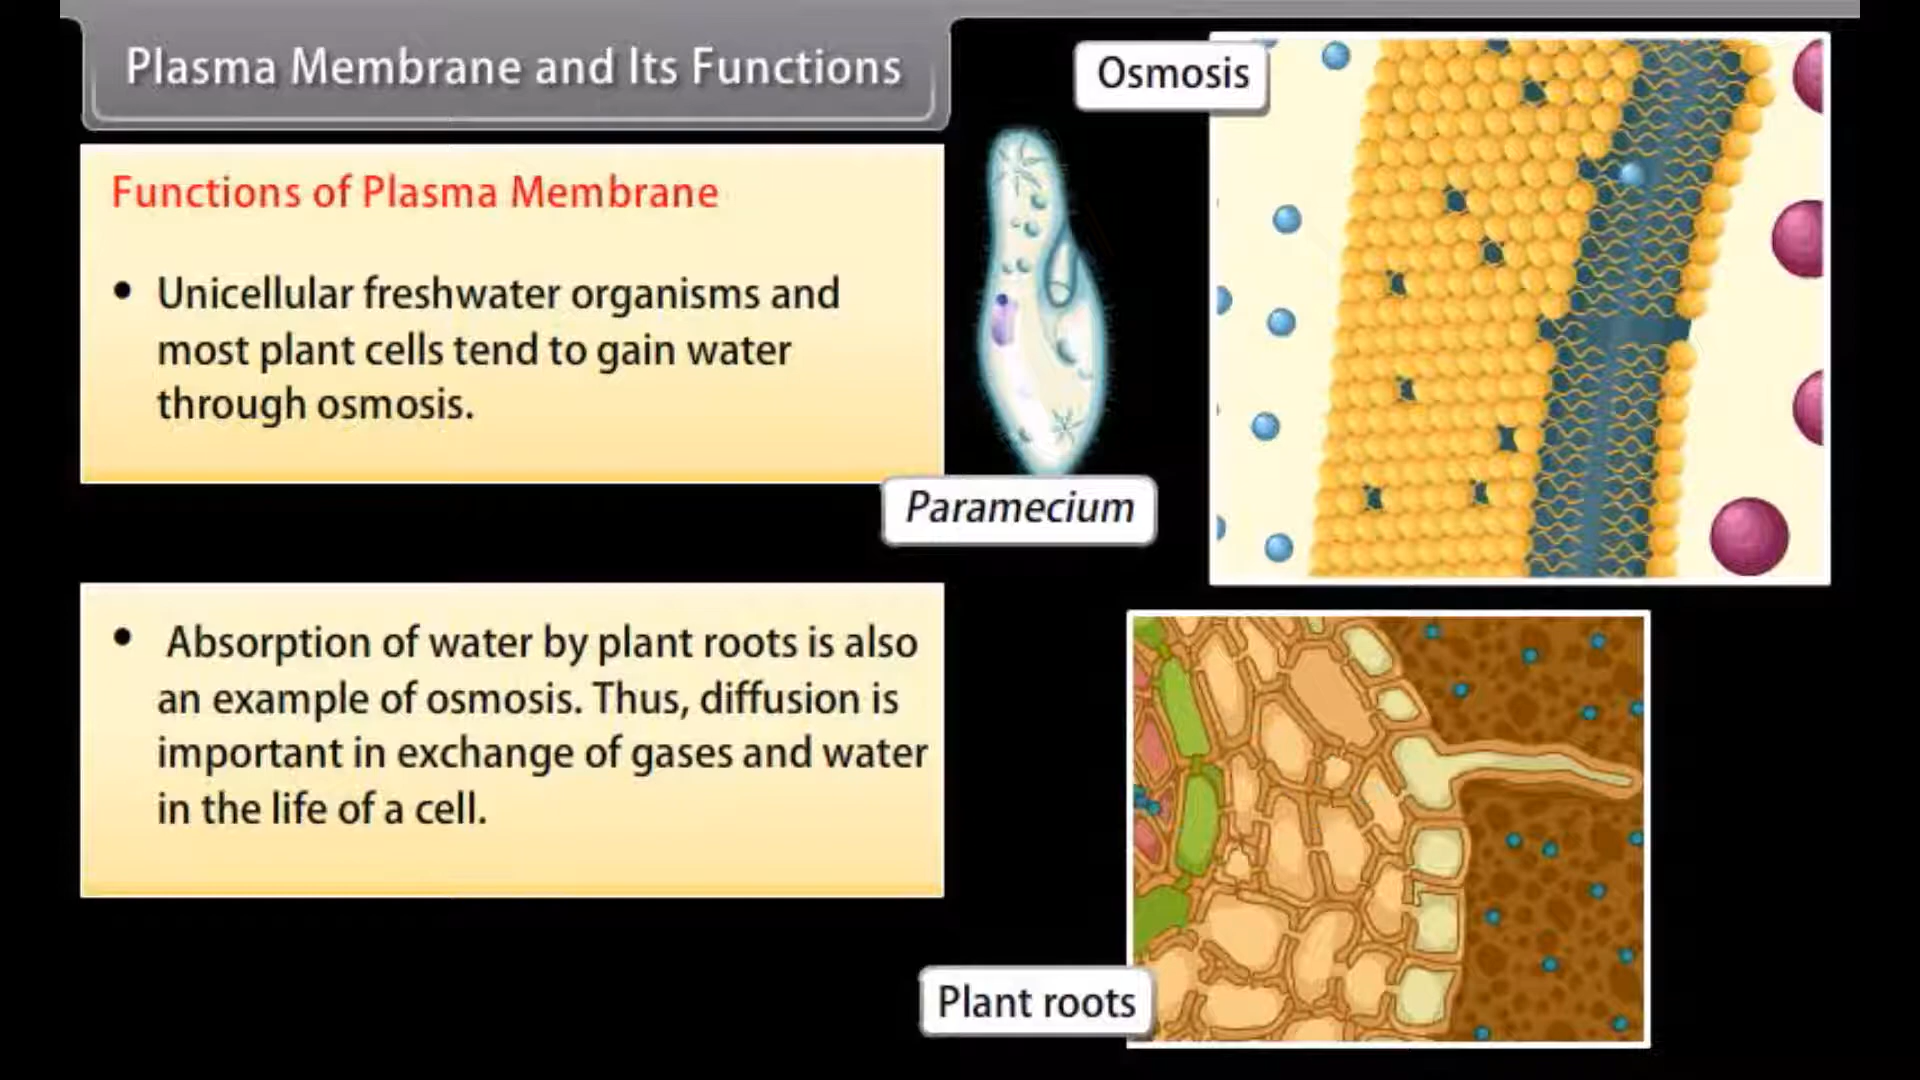 Plasma Membrane and Its Functions
Osmosis
Functions of Plasma Membrane
• Unicellular freshwater organisms and
most plant cells tend to gain water
through osmosis.
Paramecium
• Absorption of water by plant roots is also
an example of osmosis. Thus, diffusion is
important in exchange of gases and water
in the life of a cell.
Plant roots